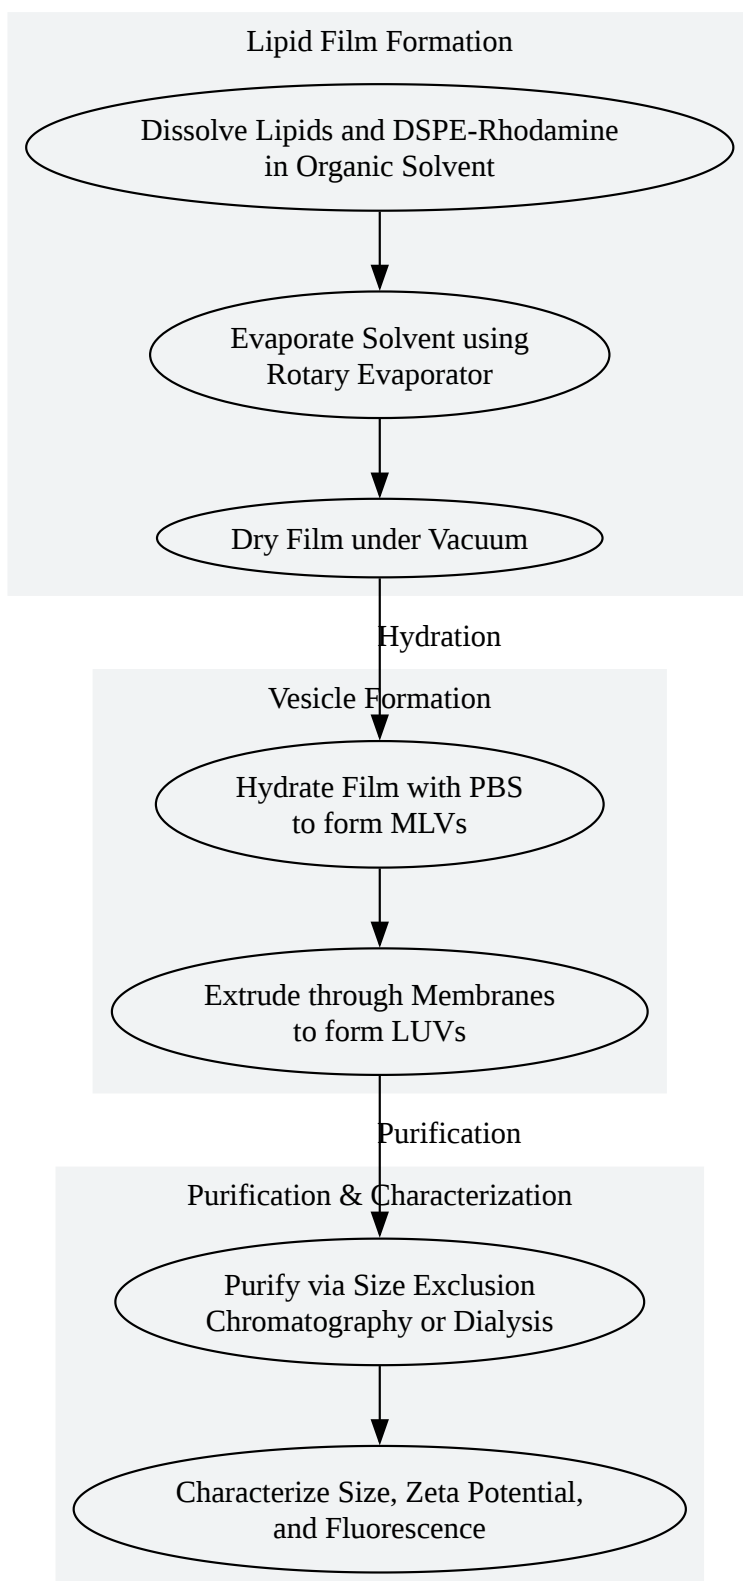 Lipid Film Formation
Dissolve Lipids and DSPE-Rhodamine
in Organic Solvent
Evaporate Solvent using
Rotary Evaporator
Dry Film under Vacuum
Hydration
Vesicle Formation
Hydrate Film with PBS
to form MLVs
Extrude through Membranes
to form LUVs
Purification
Purification & Characterization
Purify via Size Exclusion
Chromatography or Dialysis
Characterize Size, Zeta Potential,
and Fluorescence